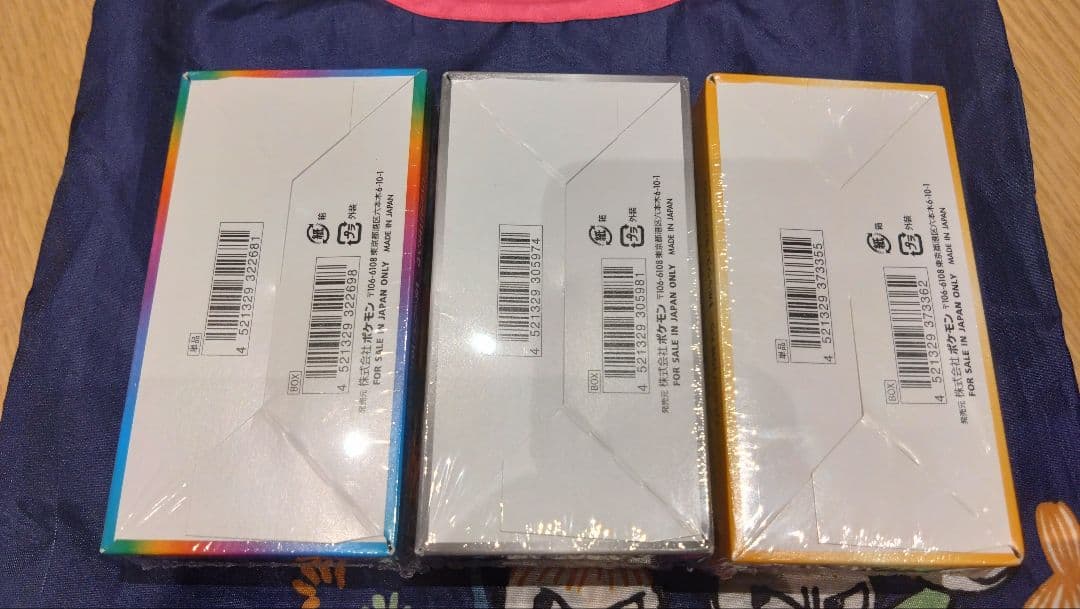 単品
4 521329 322681
BOX
4 521329 322698
紙 箱
プラ 外装
発売元 株式会社ポケモン 〒106-6108 東京都港区六本木6-10-1
FOR SALE IN JAPAN ONLY MADE IN JAPAN
単品
4 521329 305974
BOX
4 521329 305981
紙 箱
プラ 外装
発売元 株式会社ポケモン 〒106-6108 東京都港区六本木6-10-1
FOR SALE IN JAPAN ONLY MADE IN JAPAN
単品
4 521329 373355
BOX
4 521329 373362
紙 箱
プラ 外装
発売元 株式会社ポケモン 〒106-6108 東京都港区六本木6-10-1
FOR SALE IN JAPAN ONLY MADE IN JAPAN